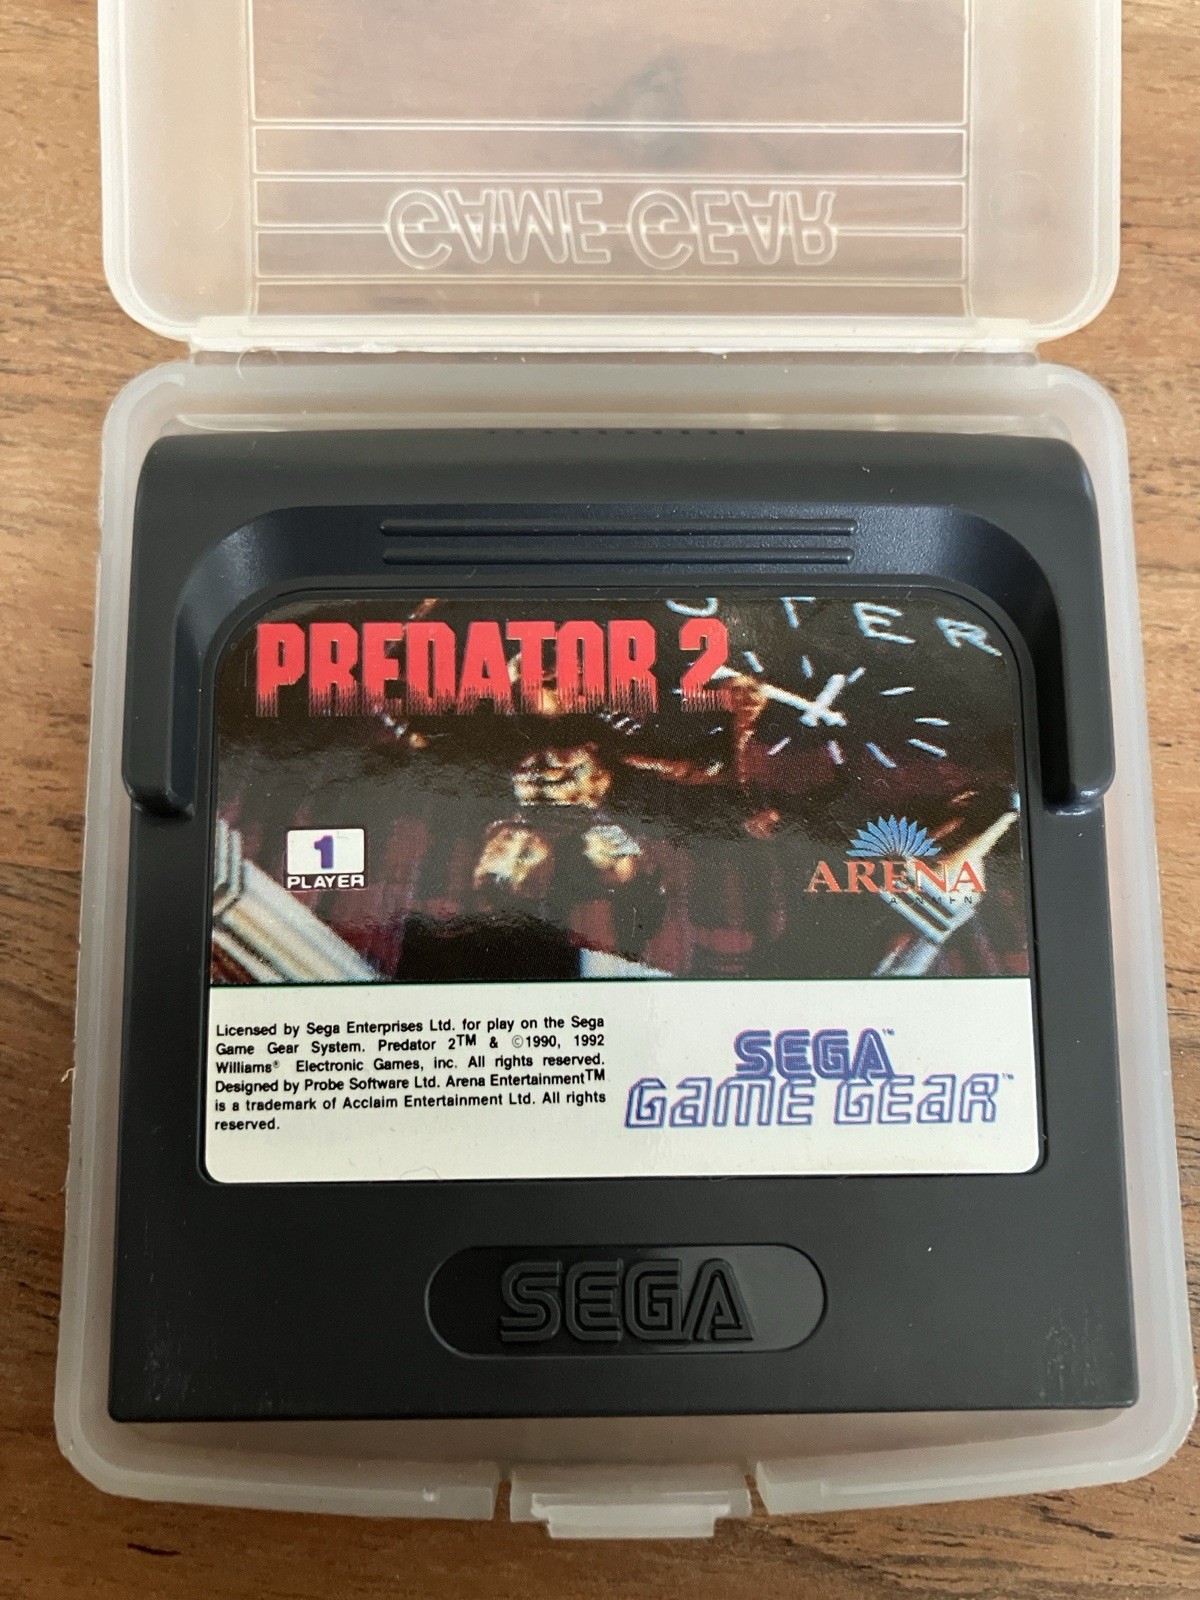 GAME GEAR
PREDATOR 2
ER
1
PLAYER
ARENA
Licensed by Sega Enterprises Ltd. for play on the Sega
Game Gear System. Predator 2™ & ©1990, 1992
Williams® Electronic Games, inc. All rights reserved.
Designed by Probe Software Ltd. Arena Entertainment™
is a trademark of Acclaim Entertainment Ltd. All rights
reserved.
SEGA™
GAME GEAR™
SEGA